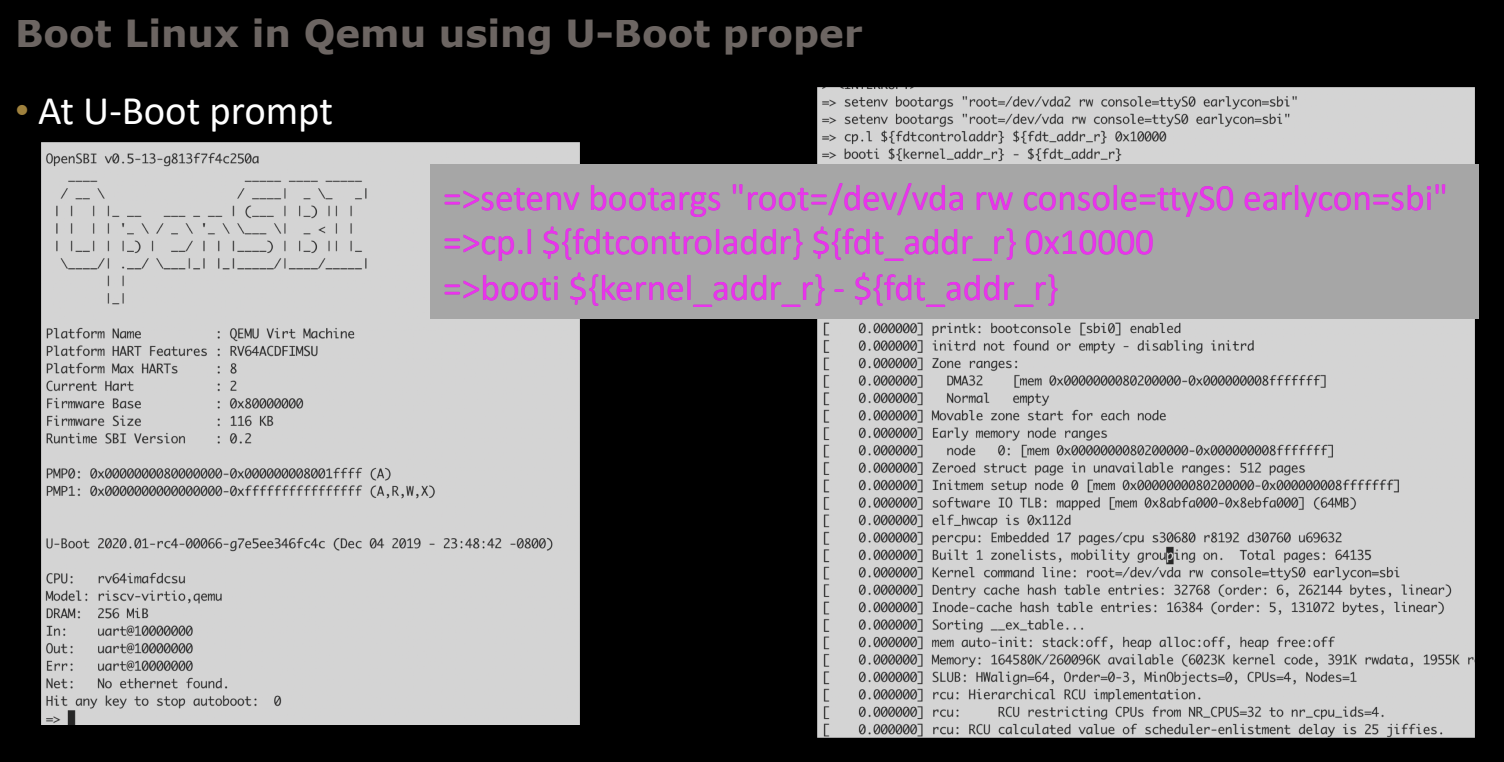 Boot Linux in Qemu using U-Boot proper
• At U-Boot prompt
OpenSBI v0.5-13-g813f7f4c250a
Platform Name : QEMU Virt Machine
Platform HART Features : RV64ACDFIMSU
Platform Max HARTs : 8
Current Hart : 2
Firmware Base : 0x80000000
Firmware Size : 116 KB
Runtime SBI Version : 0.2
PMP0: 0x0000000080000000-0x000000008001ffff (A)
PMP1: 0x0000000000000000-0xffffffffffffffff (A,R,W,X)
U-Boot 2020.01-rc4-00066-g7e5ee346fc4c (Dec 04 2019 - 23:48:42 -0800)
CPU: rv64imafdcsu
Model: riscv-virtio,qemu
DRAM: 256 MiB
In: uart@10000000
Out: uart@10000000
Err: uart@10000000
Net: No ethernet found.
Hit any key to stop autoboot: 0
=>
=> setenv bootargs "root=/dev/vda2 rw console=ttyS0 earlycon=sbi"
=> setenv bootargs "root=/dev/vda rw console=ttyS0 earlycon=sbi"
=> cp.l ${fdtcontroladdr} ${fdt_addr_r} 0x10000
=> booti ${kernel_addr_r} - ${fdt_addr_r}
=>setenv bootargs "root=/dev/vda rw console=ttyS0 earlycon=sbi"
=>cp.l ${fdtcontroladdr} ${fdt_addr_r} 0x10000
=>booti ${kernel_addr_r} - ${fdt_addr_r}
[ 0.000000] printk: bootconsole [sbi0] enabled
[ 0.000000] initrd not found or empty - disabling initrd
[ 0.000000] Zone ranges:
[ 0.000000] DMA32 [mem 0x0000000080200000-0x000000008fffffff]
[ 0.000000] Normal empty
[ 0.000000] Movable zone start for each node
[ 0.000000] Early memory node ranges
[ 0.000000] node 0: [mem 0x0000000080200000-0x000000008fffffff]
[ 0.000000] Zeroed struct page in unavailable ranges: 512 pages
[ 0.000000] Initmem setup node 0 [mem 0x0000000080200000-0x000000008fffffff]
[ 0.000000] software IO TLB: mapped [mem 0x8abfa000-0x8ebfa000] (64MB)
[ 0.000000] elf_hwcap is 0x112d
[ 0.000000] percpu: Embedded 17 pages/cpu s30680 r8192 d30760 u69632
[ 0.000000] Built 1 zonelists, mobility grouping on. Total pages: 64135
[ 0.000000] Kernel command line: root=/dev/vda rw console=ttyS0 earlycon=sbi
[ 0.000000] Dentry cache hash table entries: 32768 (order: 6, 262144 bytes, linear)
[ 0.000000] Inode-cache hash table entries: 16384 (order: 5, 131072 bytes, linear)
[ 0.000000] Sorting __ex_table...
[ 0.000000] mem auto-init: stack:off, heap alloc:off, heap free:off
[ 0.000000] Memory: 164580K/260096K available (6023K kernel code, 391K rwdata, 1955K r
[ 0.000000] SLUB: HWalign=64, Order=0-3, MinObjects=0, CPUs=4, Nodes=1
[ 0.000000] rcu: Hierarchical RCU implementation.
[ 0.000000] rcu: RCU restricting CPUs from NR_CPUS=32 to nr_cpu_ids=4.
[ 0.000000] rcu: RCU calculated value of scheduler-enlistment delay is 25 jiffies.